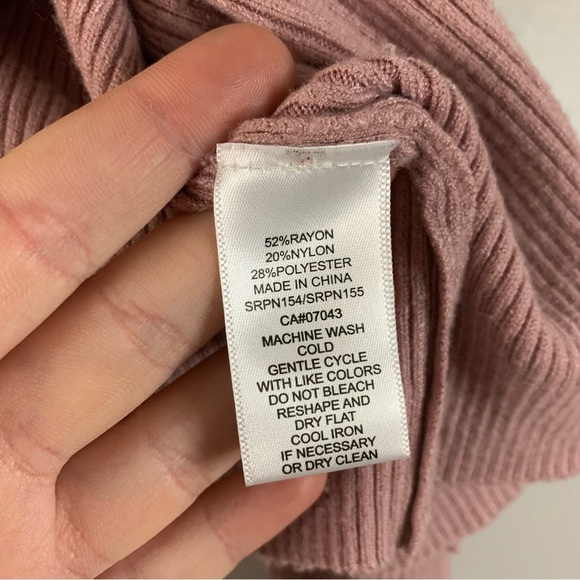 52%RAYON
20%NYLON
28%POLYESTER
MADE IN CHINA
SRPN154/SRPN155
CA#07043
MACHINE WASH
COLD
GENTLE CYCLE
WITH LIKE COLORS
DO NOT BLEACH
RESHAPE AND
DRY FLAT
COOL IRON
IF NECESSARY
OR DRY CLEAN